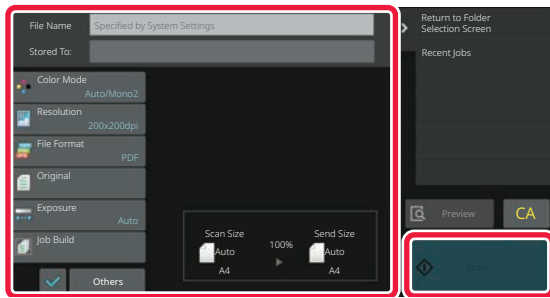 File Name
Specified by System Settings
Stored To:
Color Mode
Auto/Mono2
Resolution
200x200dpi
File Format
PDF
Original
Exposure
Auto
Job Build
Others
Scan Size
Auto
A4
100%
Send Size
Auto
A4
Return to Folder
Selection Screen
Recent Jobs
Preview
CA
Start